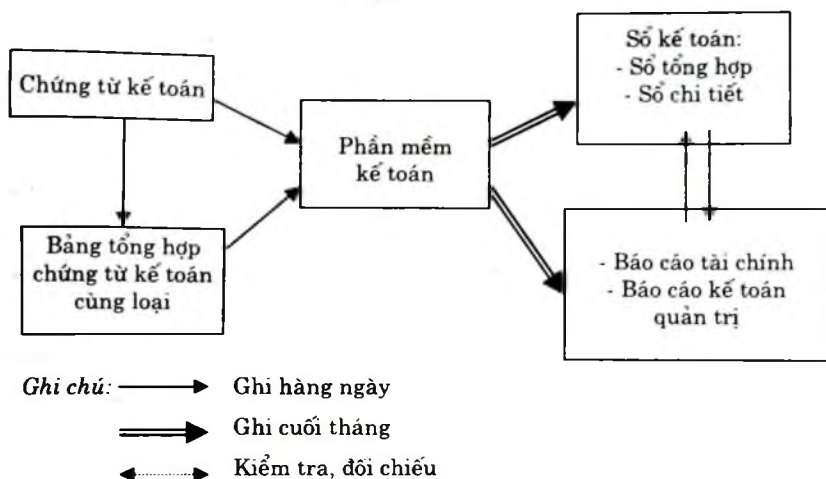 Chứng từ kế toán
Bảng tổng hợp
chứng từ kế toán
cùng loại
Phần mềm
kế toán
Sổ kế toán:
- Sổ tổng hợp
- Sổ chi tiết
- Báo cáo tài chính
- Báo cáo kế toán
quản trị
Ghi chú:
Ghi hàng ngày
Ghi cuối tháng
Kiểm tra, đối chiếu